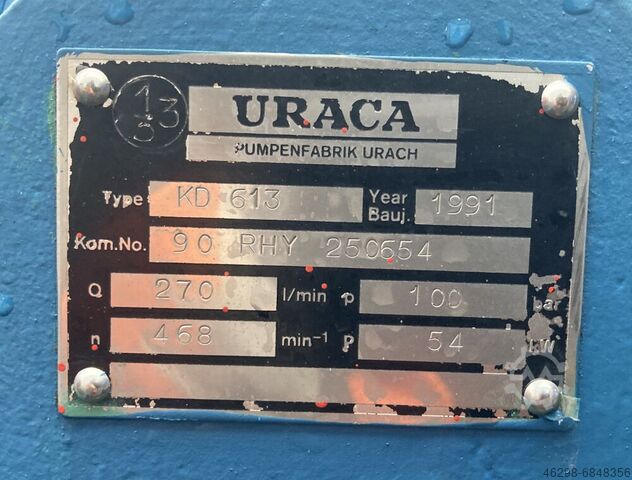 URACA
PUMPENFABRIK URACH
Type KD 613 Year Bauj. 1991
Kom.No. 90 RHY 250654
Q 270 l/min p 100 bar
n 468 min⁻¹ P 54 kW
46298-6848356